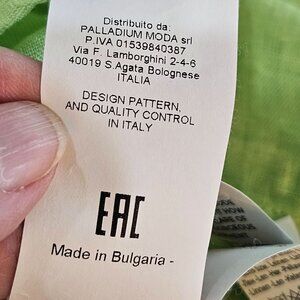 Distribuito da:
PALLADIUM MODA srl
P.IVA 01539840387
Via F. Lamborghini 2-4-6
40019 S.Agata Bolognese
ITALIA
DESIGN PATTERN,
AND QUALITY CONTROL
IN ITALY
EAC
Made in Bulgaria -